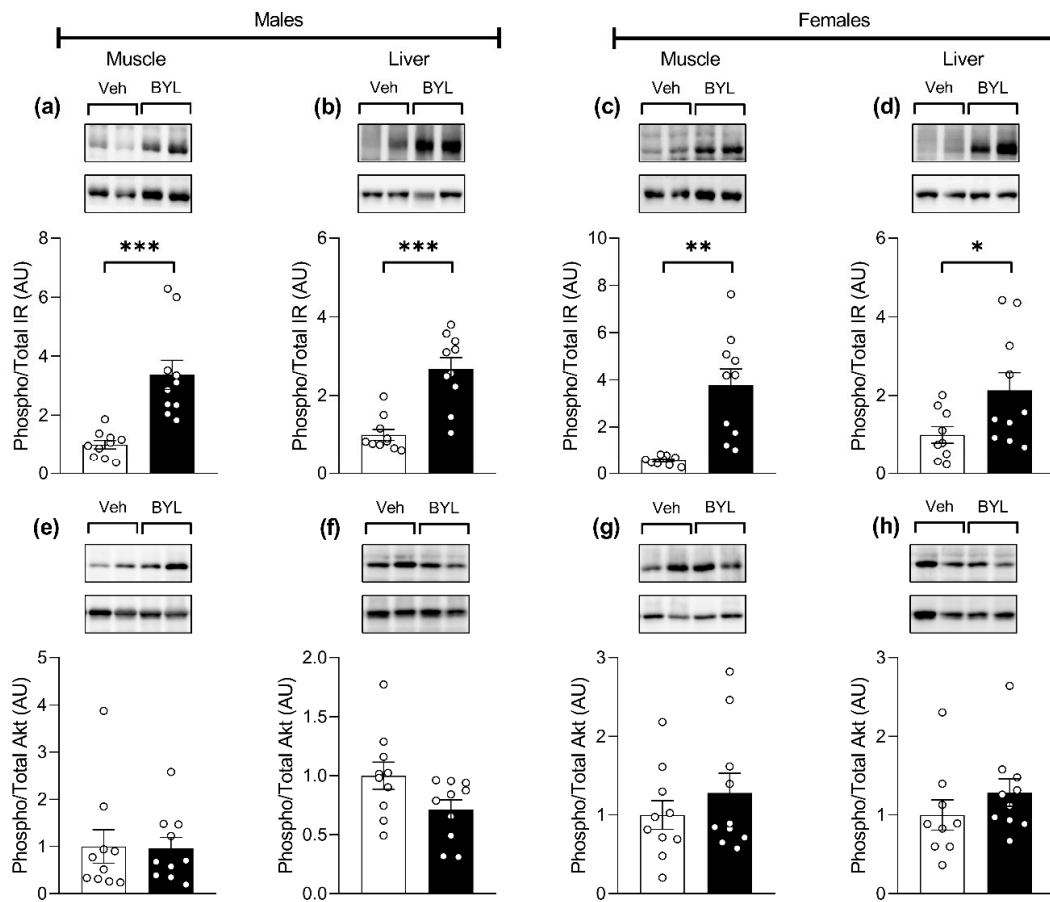 Males
Females
Muscle
Liver
Muscle
Liver
(a)
Veh
BYL
(b)
Veh
BYL
(c)
Veh
BYL
(d)
Veh
BYL
Phospho/Total IR (AU)
8
6
4
2
0
***
Phospho/Total IR (AU)
6
4
2
0
***
Phospho/Total IR (AU)
10
8
6
4
2
0
**
Phospho/Total IR (AU)
6
4
2
0
*
(e)
Veh
BYL
(f)
Veh
BYL
(g)
Veh
BYL
(h)
Veh
BYL
Phospho/Total Akt (AU)
5
4
3
2
1
0
Phospho/Total Akt (AU)
2.0
1.5
1.0
0.5
0.0
Phospho/Total Akt (AU)
3
2
1
0
Phospho/Total Akt (AU)
3
2
1
0